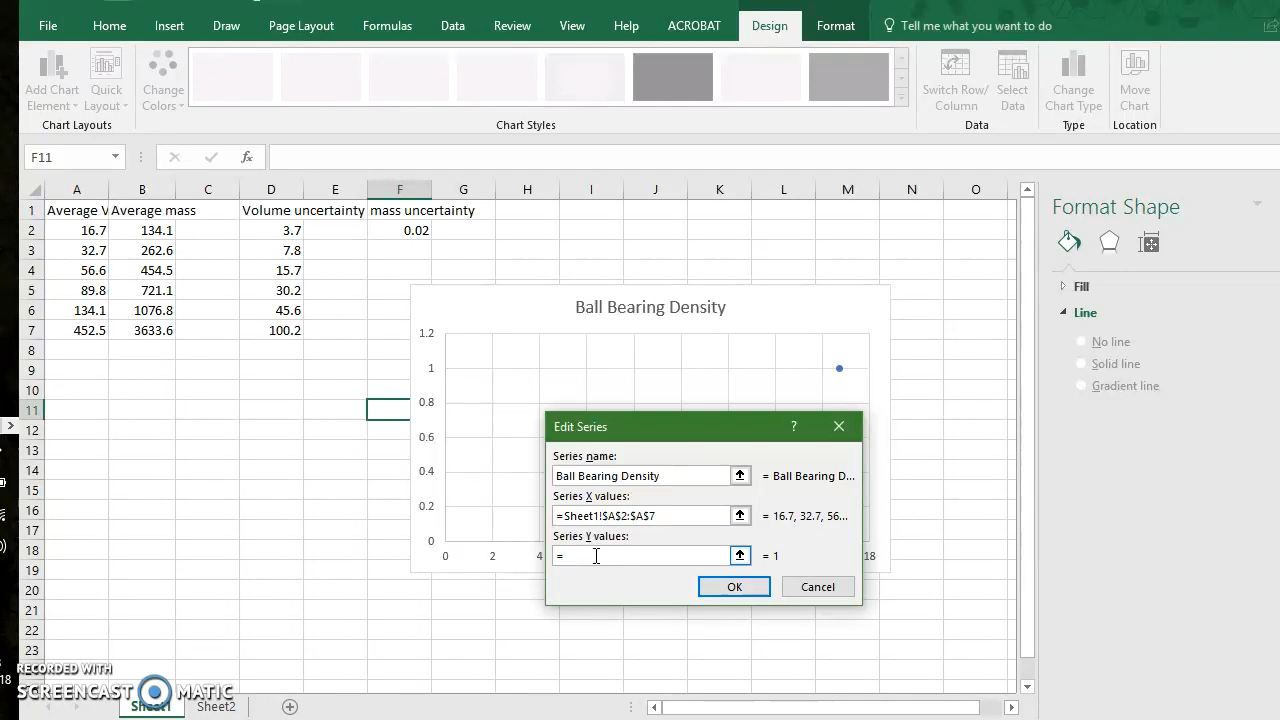 File Home Insert Draw Page Layout Formulas Data Review View Help ACROBAT Design Format Tell me what you want to do
Add Chart Element Quick Layout Change Colors Switch Row/ Column Select Data Change Chart Type Move Chart
Chart Layouts Chart Styles Data Type Location
F11 fx
A B C D E F G H I J K L M N O
1 Average V Average mass Volume uncertainty mass uncertainty
2 16.7 134.1 3.7 0.02
3 32.7 262.6 7.8
4 56.6 454.5 15.7
5 89.8 721.1 30.2
6 134.1 1076.8 45.6
7 452.5 3633.6 100.2
8
9
10
11
12
13
14
15
16
17
18
19
20
21
22
23
Ball Bearing Density
1.2
1
0.8
0.6
0.4
0.2
0
0 2 4 18
Edit Series ?
Series name:
Ball Bearing Density = Ball Bearing D...
Series X values:
=Sheet1!$A$2:$A$7 = 16.7, 32.7, 56...
Series Y values:
= = 1
OK Cancel
Format Shape
Fill
Line
No line
Solid line
Gradient line
18
RECORDED WITH
SCREENCAST MATIC
Sheet1 Sheet2